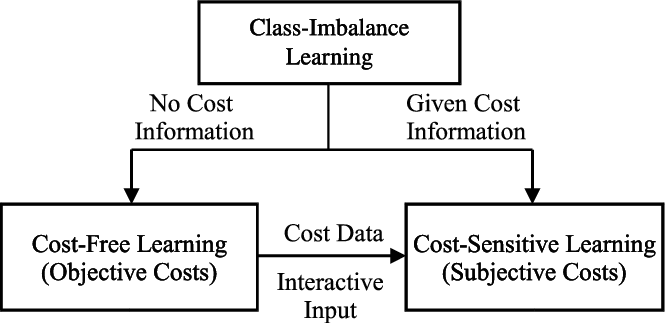 Class-Imbalance
Learning
No Cost
Information
Given Cost
Information
Cost-Free Learning
(Objective Costs)
Cost Data
Interactive
Input
Cost-Sensitive Learning
(Subjective Costs)